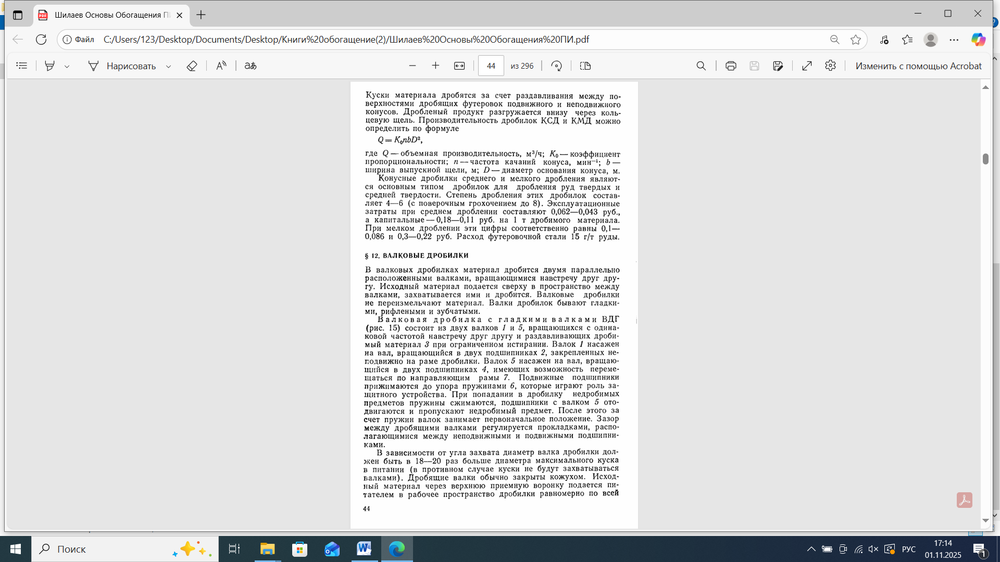 Шилаев Основы Обогащения П
Файл C:/Users/123/Desktop/Documents/Desktop/Книги%20обогащение(2)/Шилаев%20Основы%20Обогащения%20ПИ.pdf
Нарисовать 44 из 296 Изменить с помощью Acrobat
Куски материала дробятся за счет раздавливания между по-
верхностями дробящих футеровок подвижного и неподвижного
конусов. Дробленый продукт разгружается внизу через коль-
цевую щель. Производительность дробилок КСД и КМД можно
определить по формуле
Q = K₀nbD²,
где Q — объемная производительность, м³/ч; K₀ — коэффициент
пропорциональности; n — частота качаний конуса, мин⁻¹; b —
ширина выпускной щели, м; D — диаметр основания конуса, м.
Конусные дробилки среднего и мелкого дробления являют-
ся основным типом дробилок для дробления руд твердых и
средней твердости. Степень дробления этих дробилок состав-
ляет 4—6 (с поверочным грохочением до 8). Эксплуатационные
затраты при среднем дроблении составляют 0,062—0,043 руб.,
а капитальные — 0,18—0,11 руб. на 1 т дробимого материала.
При мелком дроблении эти цифры соответственно равны 0,1—
0,086 и 0,3—0,22 руб. Расход футеровочной стали 15 г/т руды.
§ 12. ВАЛКОВЫЕ ДРОБИЛКИ
В валковых дробилках материал дробится двумя параллельно
расположенными валками, вращающимися навстречу друг дру-
гу. Исходный материал подается сверху в пространство между
валками, захватывается ими и дробится. Валковые дробилки
не переизмельчают материал. Валки дробилок бывают гладки-
ми, рифлеными и зубчатыми.
Валковая дробилка с гладкими валками ВДГ
(рис. 15) состоит из двух валков 1 и 5, вращающихся с одина-
ковой частотой навстречу друг другу и раздавливающих дроби-
мый материал 3 при ограниченном истирании. Валок 1 насажен
на вал, вращающийся в двух подшипниках 2, закрепленных не-
подвижно на раме дробилки. Валок 5 насажен на вал, вращаю-
щийся в двух подшипниках 4, имеющих возможность переме-
щаться по направляющим рамы 7. Подвижные подшипники
прижимаются до упора пружинами 6, которые играют роль за-
щитного устройства. При попадании в дробилку недробимых
предметов пружины сжимаются, подшипники с валком 5 ото-
двигаются и пропускают недробимый предмет. После этого за
счет пружин валок занимает первоначальное положение. Зазор
между дробящими валками регулируется прокладками, распо-
лагающимися между неподвижными и подвижными подшипни-
ками.
В зависимости от угла захвата диаметр валка дробилки дол-
жен быть в 18—20 раз больше диаметра максимального куска
в питании (в противном случае куски не будут захватываться
валками). Дробящие валки обычно закрыты кожухом. Исход-
ный материал через верхнюю приемную воронку подается пи-
тателем в рабочее пространство дробилки равномерно по всей
44
Поиск
РУС
17:14
01.11.2025
1